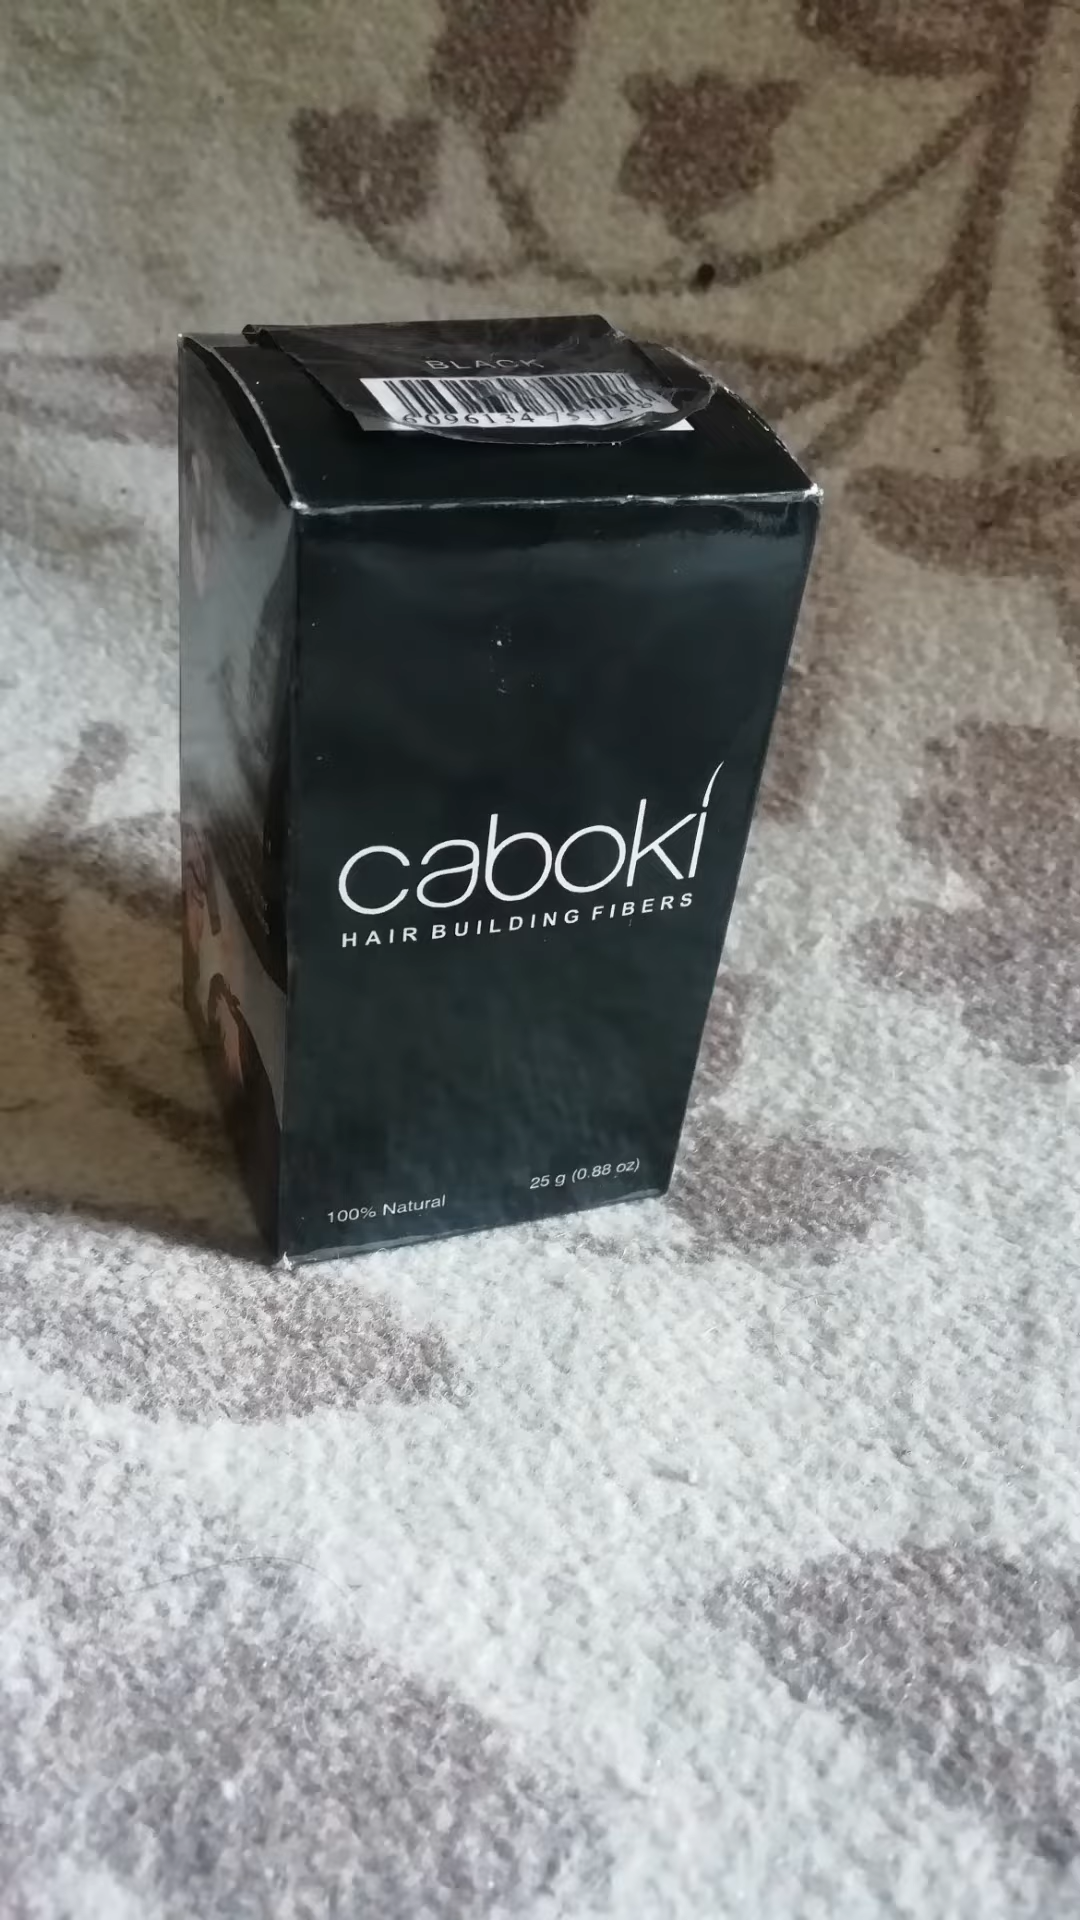 BLACK
caboki
HAIR BUILDING FIBERS
100% Natural
25 g (0.88 oz)